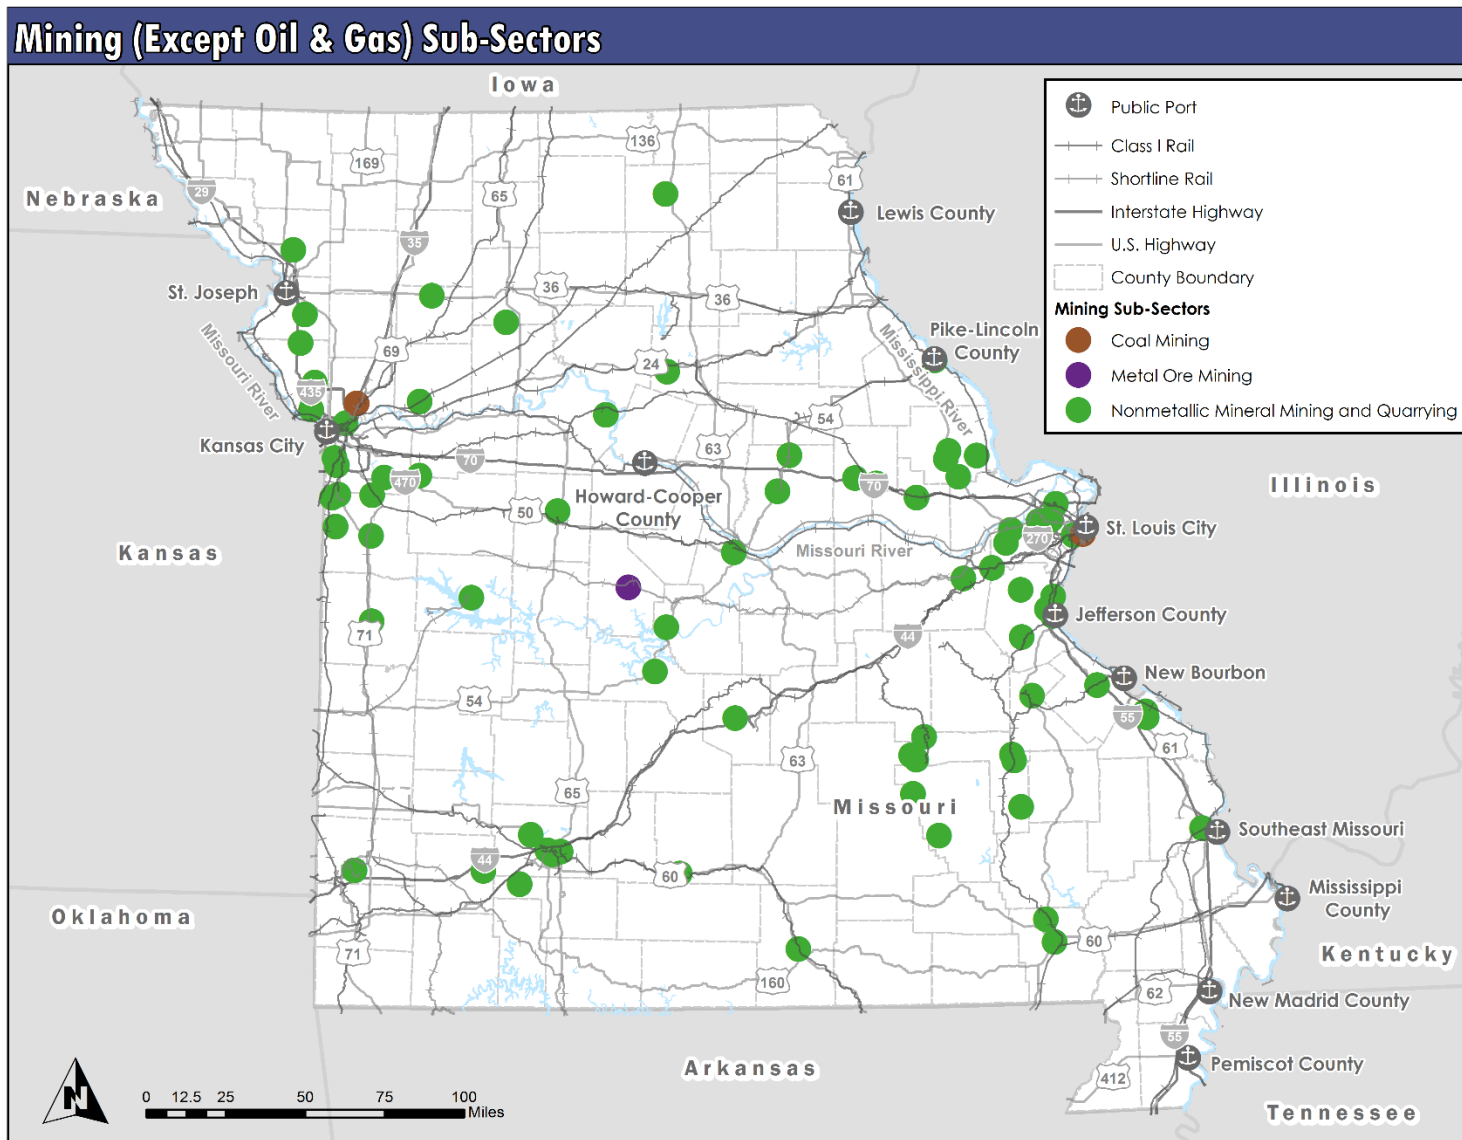 Mining (Except Oil & Gas) Sub-Sectors
Iowa
Nebraska
Kansas
Oklahoma
Arkansas
Tennessee
Kentucky
Illinois
Missouri
Public Port
Class I Rail
Shortline Rail
Interstate Highway
U.S. Highway
County Boundary
Mining Sub-Sectors
Coal Mining
Metal Ore Mining
Nonmetallic Mineral Mining and Quarrying
136
169
65
61
29
35
Lewis County
St. Joseph
36
36
Missouri River
69
24
Mississippi River
Pike-Lincoln
County
435
54
Kansas City
63
70
470
Howard-Cooper
County
70
50
St. Louis City
270
Missouri River
71
44
Jefferson County
54
New Bourbon
55
61
63
65
Southeast Missouri
44
60
Mississippi
County
71
60
160
62
New Madrid County
55
Pemiscot County
412
N
0
12.5
25
50
75
100
Miles